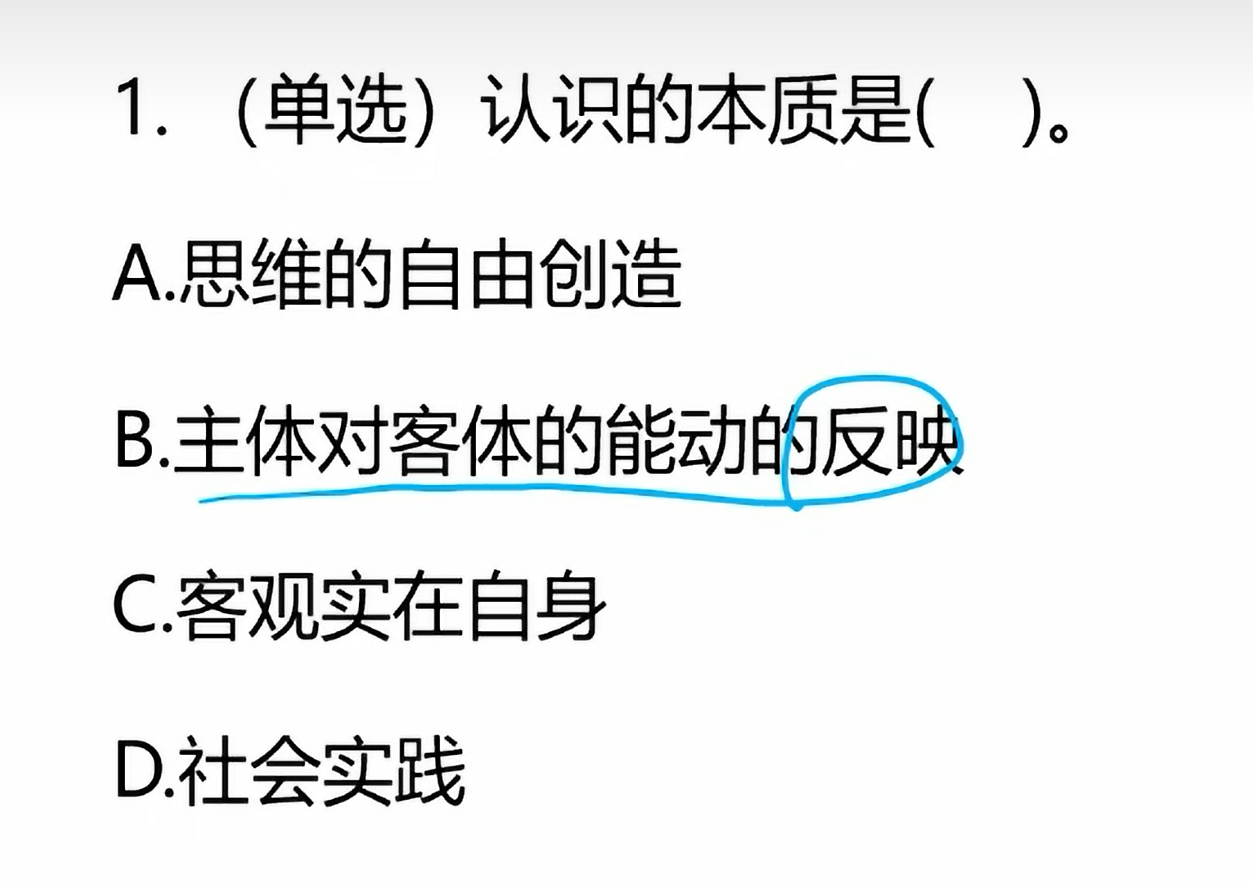 1. （单选）认识的本质是(    )。
A.思维的自由创造
B.主体对客体的能动的反映
C.客观实在自身
D.社会实践